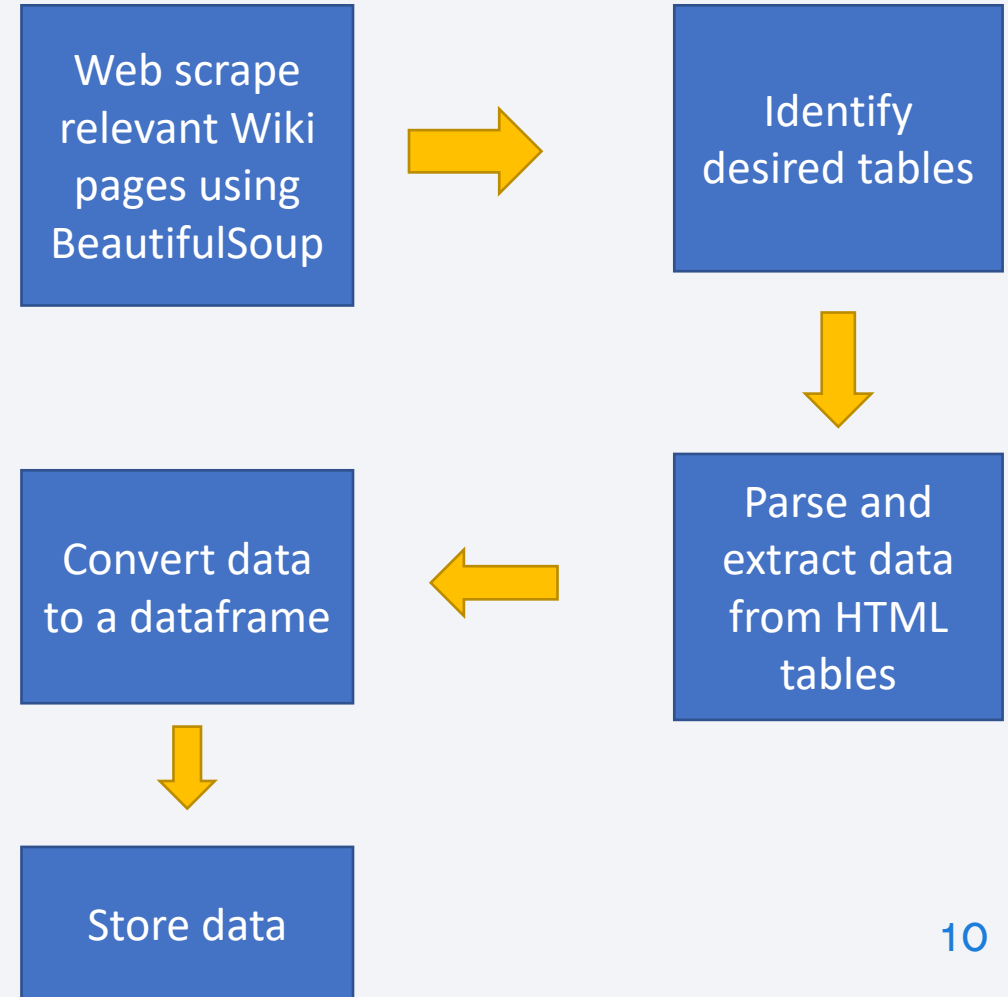 Web scrape
relevant Wiki
pages using
BeautifulSoup
Identify
desired tables
Parse and
extract data
from HTML
tables
Convert data
to a dataframe
Store data
10